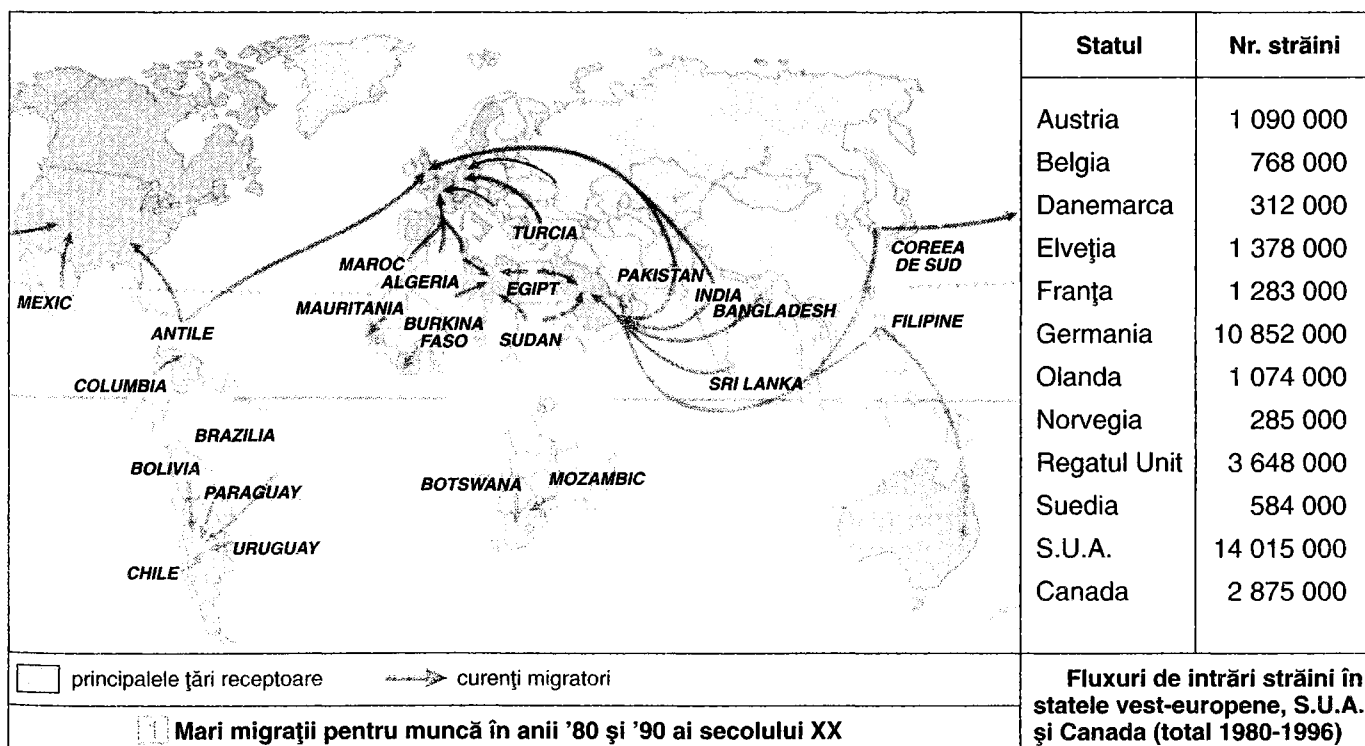 MEXIC
ANTILE
COLUMBIA
BRAZILIA
BOLIVIA
PARAGUAY
URUGUAY
CHILE
TURCIA
MAROC
ALGERIA
MAURITANIA
EGIPT
BURKINA
FASO
SUDAN
PAKISTAN
INDIA
BANGLADESH
COREEA
DE SUD
FILIPINE
SRI LANKA
BOTSWANA
MOZAMBIC
principalele ţări receptoare
curenţi migratori
1 Mari migraţii pentru muncă în anii '80 şi '90 ai secolului XX
Statul Nr. străini
Austria 1 090 000
Belgia 768 000
Danemarca 312 000
Elveţia 1 378 000
Franţa 1 283 000
Germania 10 852 000
Olanda 1 074 000
Norvegia 285 000
Regatul Unit 3 648 000
Suedia 584 000
S.U.A. 14 015 000
Canada 2 875 000
Fluxuri de intrări străini în
statele vest-europene, S.U.A.
şi Canada (total 1980-1996)